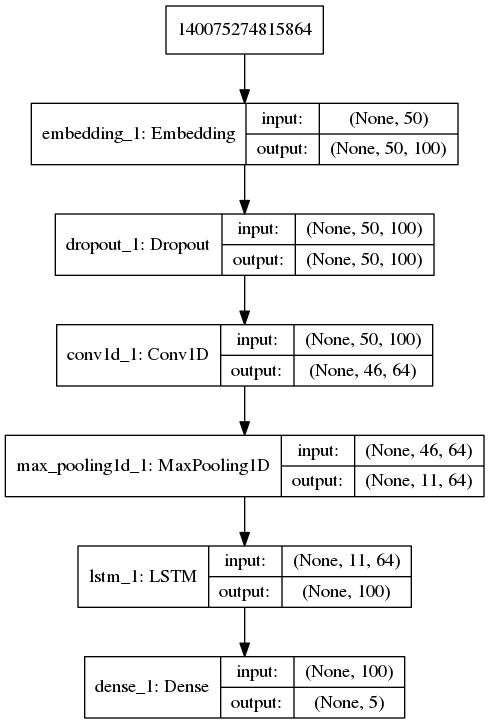 140075274815864
embedding_1: Embedding
input: (None, 50)
output: (None, 50, 100)
dropout_1: Dropout
input: (None, 50, 100)
output: (None, 50, 100)
conv1d_1: Conv1D
input: (None, 50, 100)
output: (None, 46, 64)
max_pooling1d_1: MaxPooling1D
input: (None, 46, 64)
output: (None, 11, 64)
lstm_1: LSTM
input: (None, 11, 64)
output: (None, 100)
dense_1: Dense
input: (None, 100)
output: (None, 5)